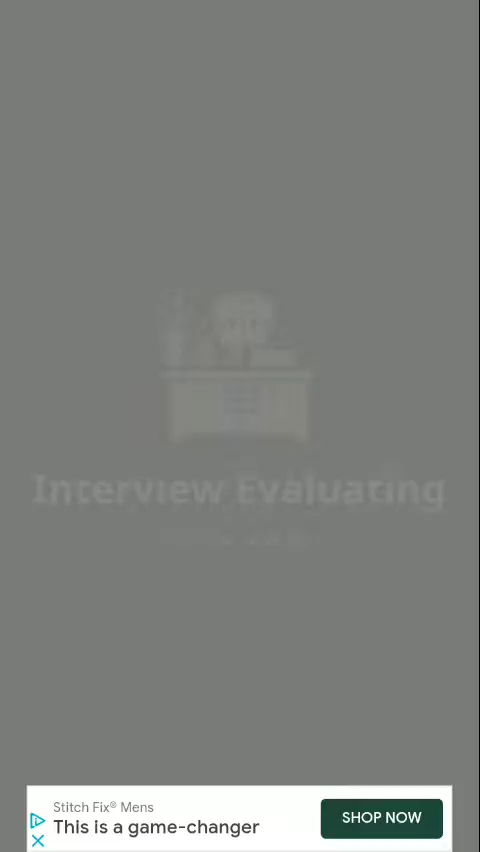 Interview Evaluating
Stitch Fix® Mens
This is a game-changer
SHOP NOW